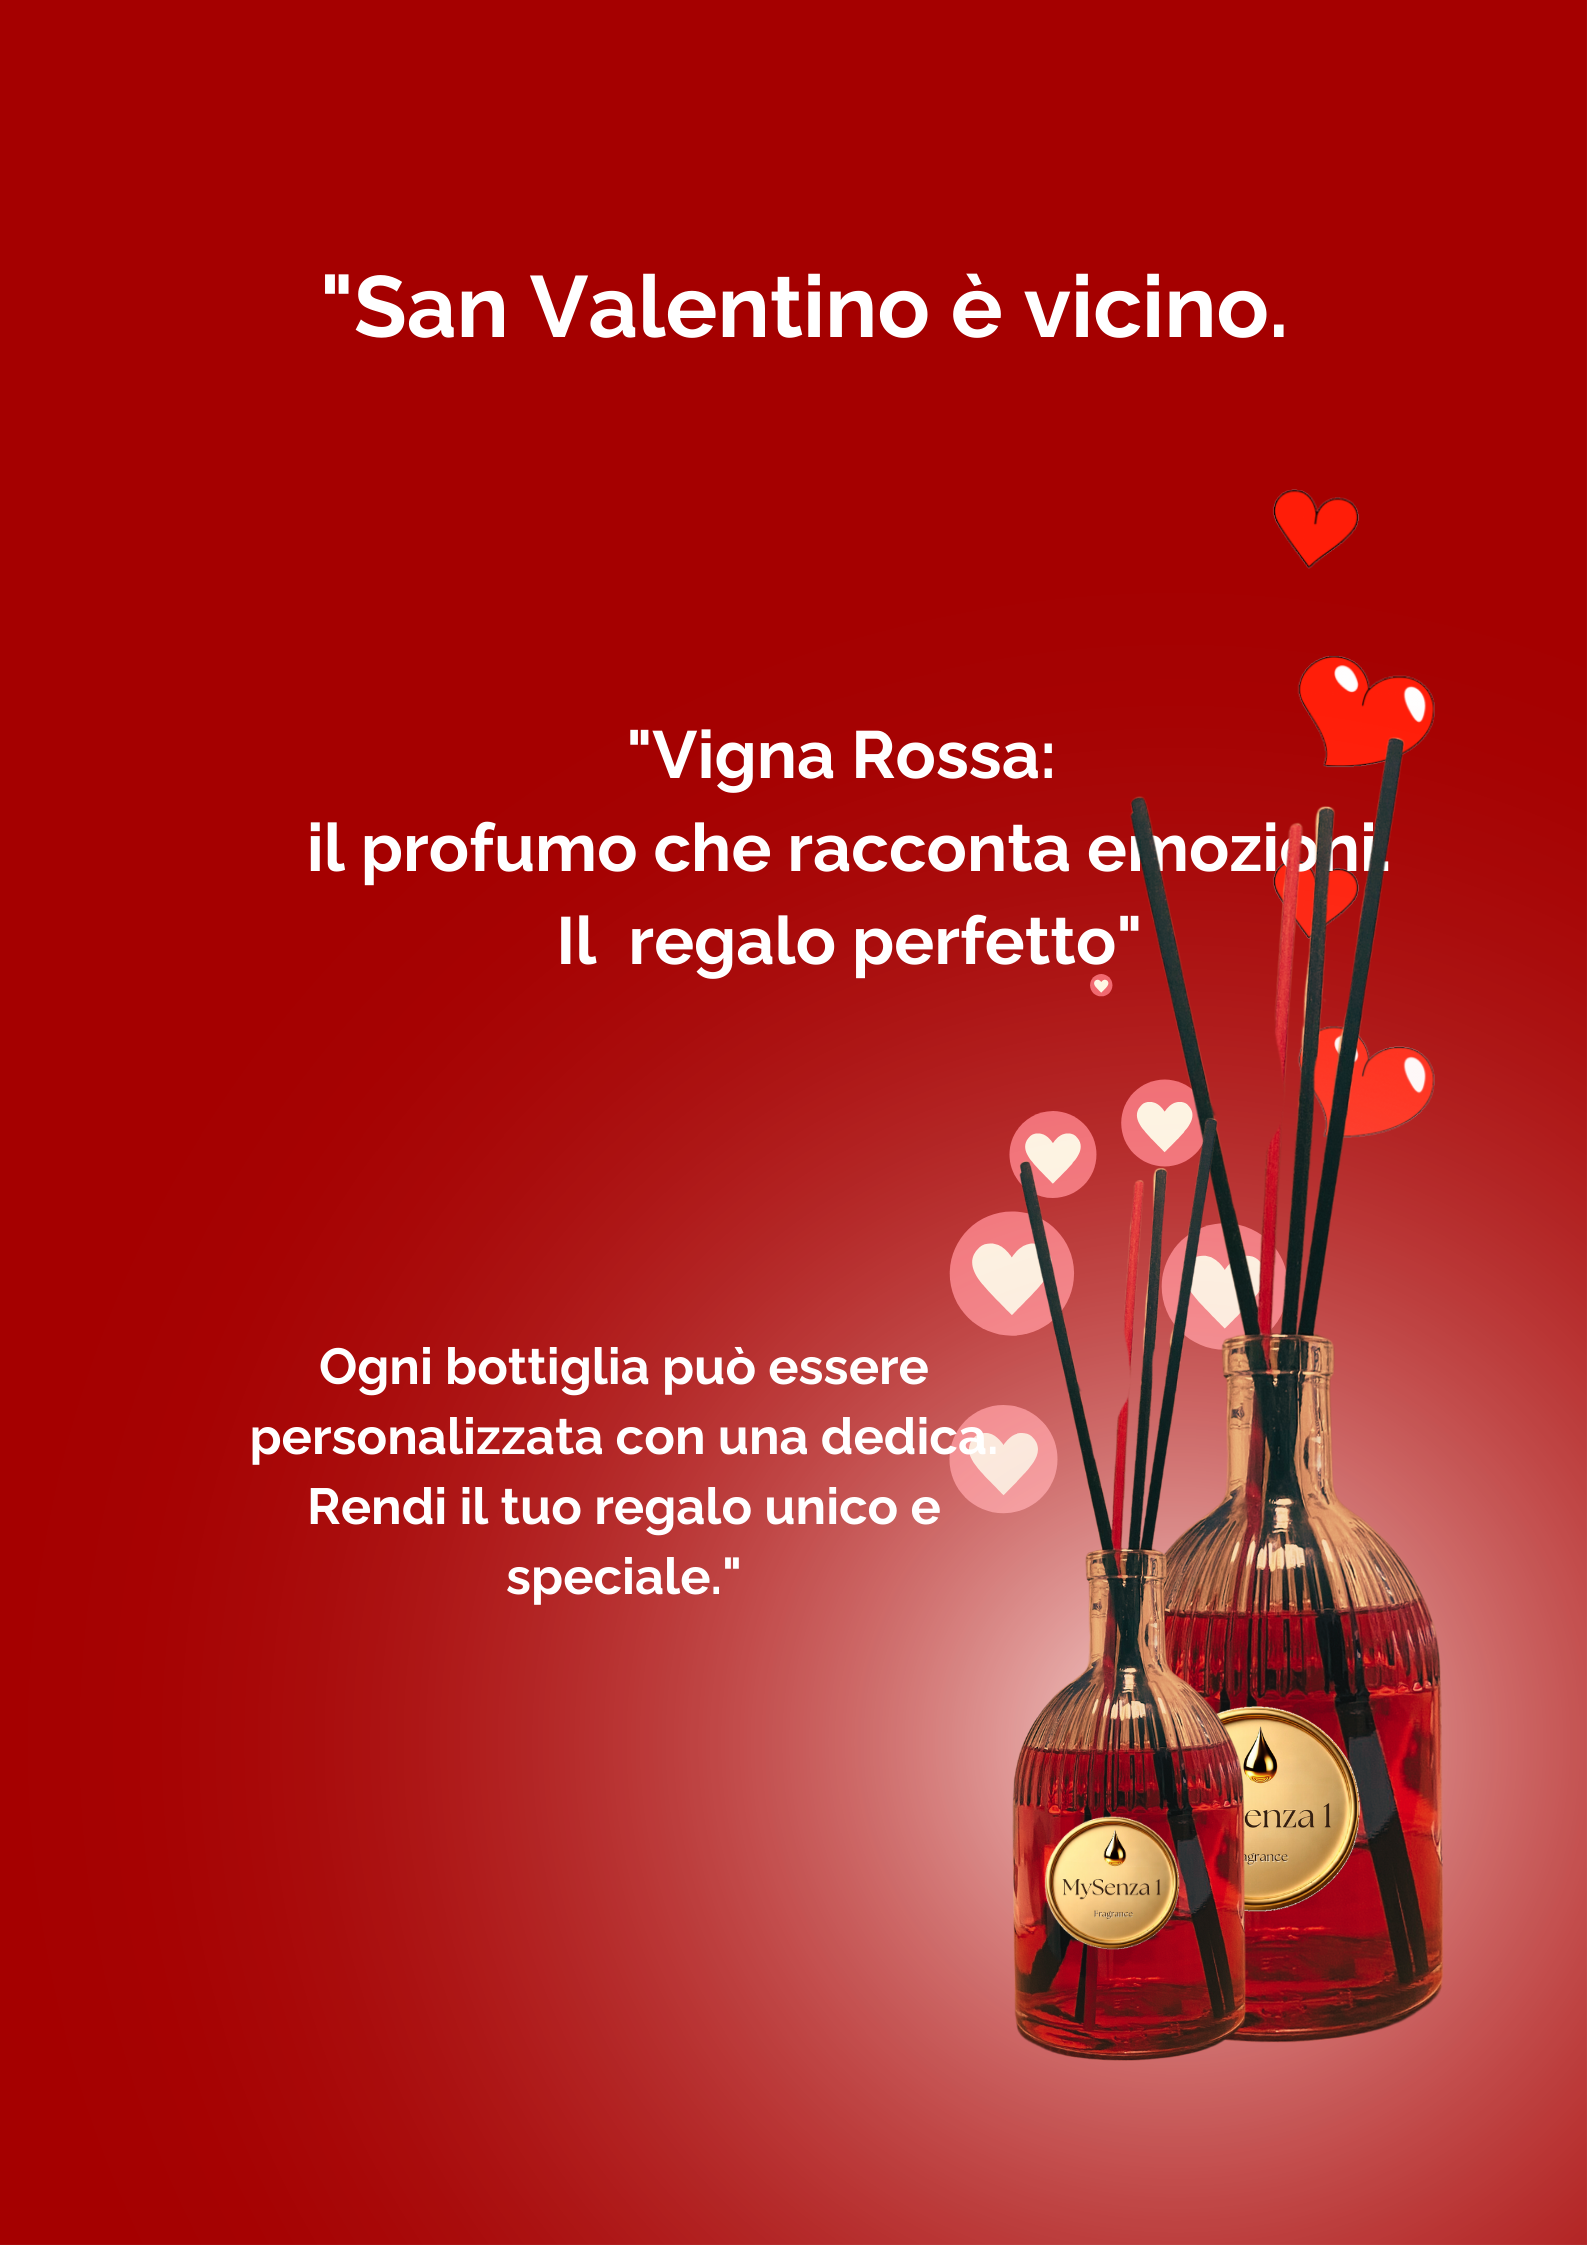 "San Valentino è vicino.
"Vigna Rossa:
il profumo che racconta emozioni.
Il  regalo perfetto"
Ogni bottiglia può essere
personalizzata con una dedica.
Rendi il tuo regalo unico e
speciale."
enza 1
grance
MySenza 1
Fragrance